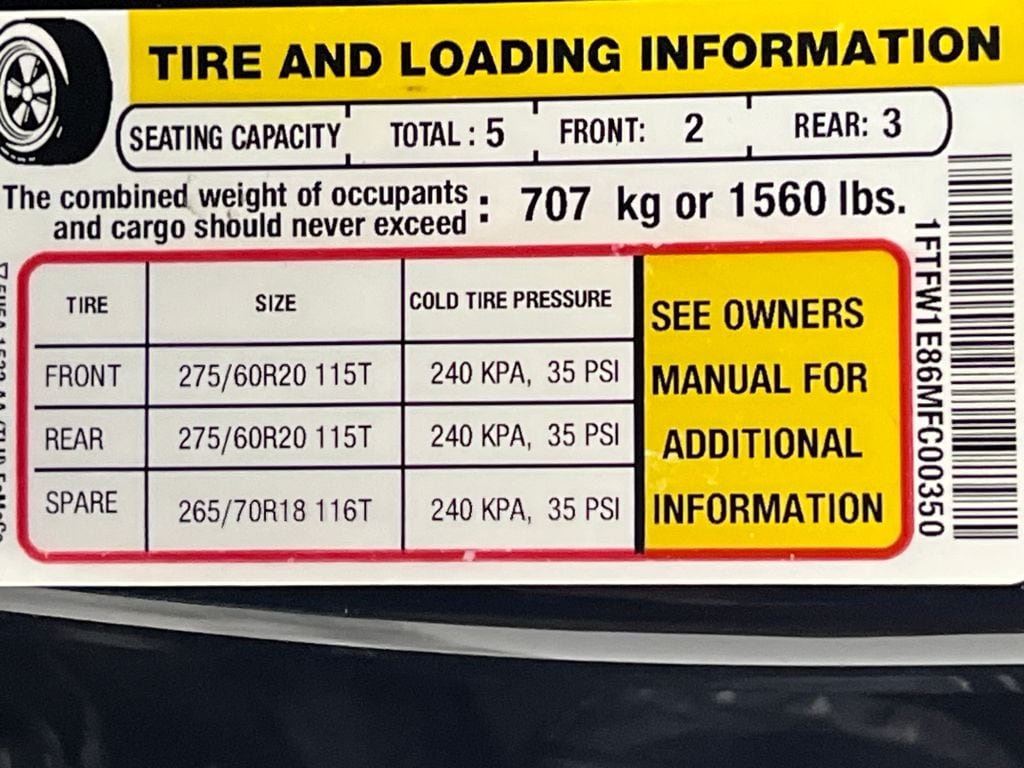 TIRE AND LOADING INFORMATION
SEATING CAPACITY TOTAL : 5 FRONT: 2 REAR: 3
The combined weight of occupants
and cargo should never exceed : 707 kg or 1560 lbs.
TIRE SIZE COLD TIRE PRESSURE
FRONT 275/60R20 115T 240 KPA, 35 PSI
REAR 275/60R20 115T 240 KPA, 35 PSI
SPARE 265/70R18 116T 240 KPA, 35 PSI
SEE OWNERS
MANUAL FOR
ADDITIONAL
INFORMATION
1FTFW1E86MFC00350